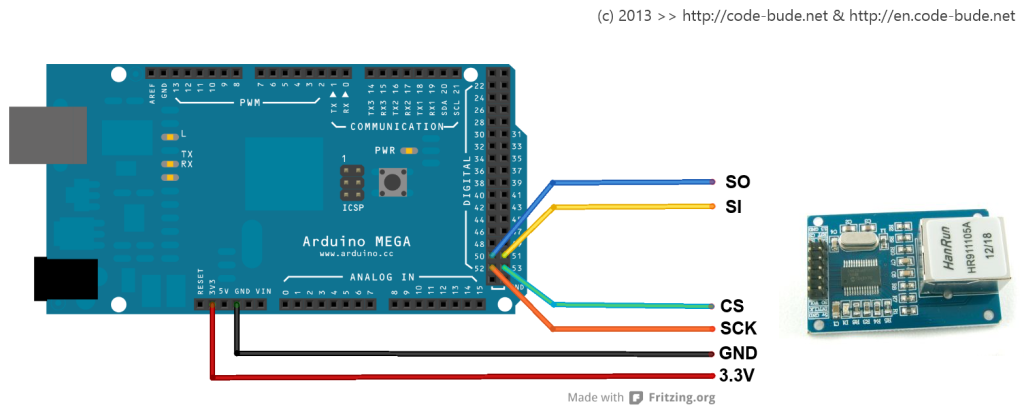 (c) 2013 >> http://code-bude.net & http://en.code-bude.net
AREF
GND
13
12
11
10
9
8
7
6
5
4
3
2
1
0
TX
RX
TX3 14
RX3 15
TX2 16
RX2 17
TX1 18
RX1 19
SDA 20
SCL 21
PWM
COMMUNICATION
22
24
26
28
30
32
34
36
38
40
42
44
46
48
50
52
31
33
35
37
39
41
43
47
49
51
53
GND
DIGITAL
L
TX
RX
PWR
1
ICSP
Arduino MEGA
www.arduino.cc
ANALOG IN
RESET
3V3
5V
GND
VIN
0
1
2
3
4
5
6
7
8
9
10
11
12
13
14
15
SO
SI
CS
SCK
GND
3.3V
HanRun
HR911105A
12/18
Made with Fritzing.org